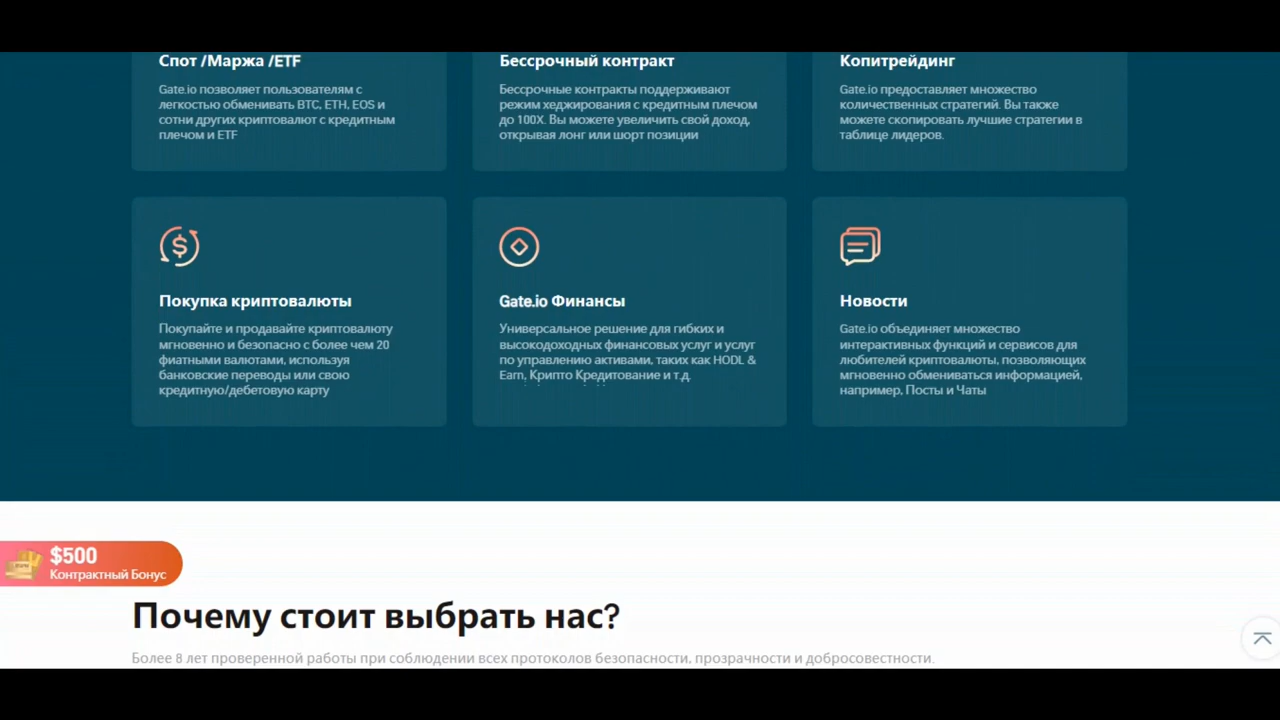 Спот /Маржа /ETF
Gate.io позволяет пользователям с
легкостью обменивать BTC, ETH, EOS и
сотни других криптовалют с кредитным
плечом и ETF
Бессрочный контракт
Бессрочные контракты поддерживают
режим хеджирования с кредитным плечом
до 100X. Вы можете увеличить свой доход,
открывая лонг или шорт позиции
Копитрейдинг
Gate.io предоставляет множество
количественных стратегий. Вы также
можете скопировать лучшие стратегии в
таблице лидеров.
Покупка криптовалюты
Покупайте и продавайте криптовалюту
мгновенно и безопасно с более чем 20
фиатными валютами, используя
банковские переводы или свою
кредитную/дебетовую карту
Gate.io Финансы
Универсальное решение для гибких и
высокодоходных финансовых услуг и услуг
по управлению активами, таких как HODL &
Earn, Крипто Кредитование и т.д.
Новости
Gate.io объединяет множество
интерактивных функций и сервисов для
любителей криптовалюты, позволяющих
мгновенно обмениваться информацией,
например, Посты и Чаты
$500
Контрактный Бонус
Почему стоит выбрать нас?
Более 8 лет проверенной работы при соблюдении всех протоколов безопасности, прозрачности и добросовестности.